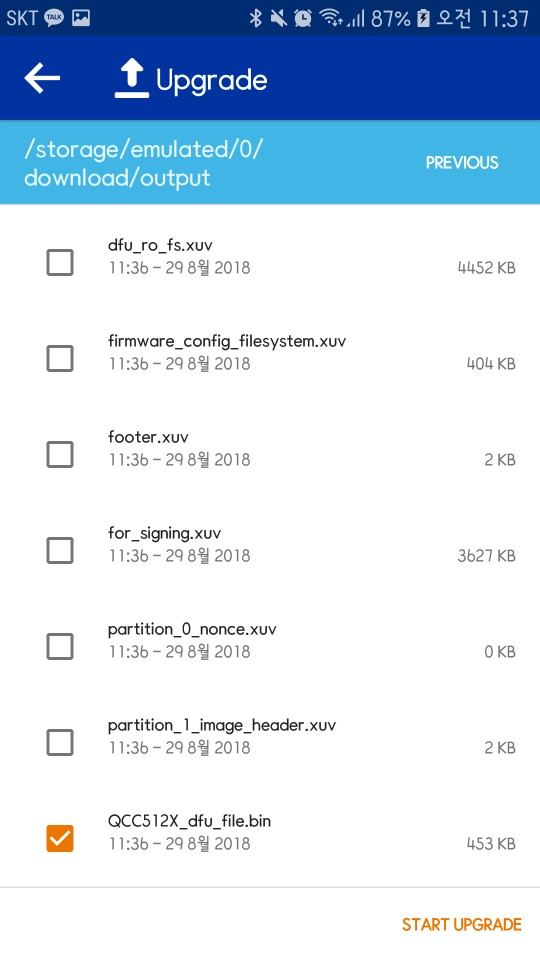 SKT TALK 87% 오전 11:37
Upgrade
/storage/emulated/0/
download/output
PREVIOUS
dfu_ro_fs.xuv
11:36 – 29 8월 2018 4452 KB
firmware_config_filesystem.xuv
11:36 – 29 8월 2018 404 KB
footer.xuv
11:36 – 29 8월 2018 2 KB
for_signing.xuv
11:36 – 29 8월 2018 3627 KB
partition_0_nonce.xuv
11:36 – 29 8월 2018 0 KB
partition_1_image_header.xuv
11:36 – 29 8월 2018 2 KB
QCC512X_dfu_file.bin
11:36 – 29 8월 2018 453 KB
START UPGRADE